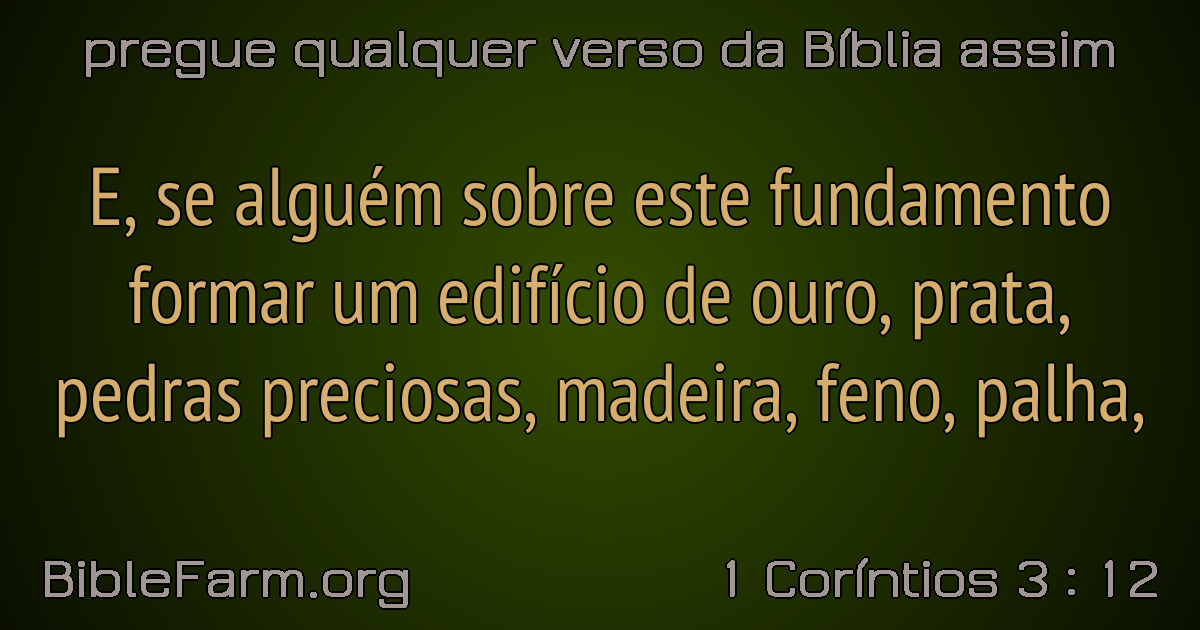 pregue qualquer verso da Bíblia assim
E, se alguém sobre este fundamento
formar um edifício de ouro, prata,
pedras preciosas, madeira, feno, palha,
BibleFarm.org
1 Coríntios 3 : 12